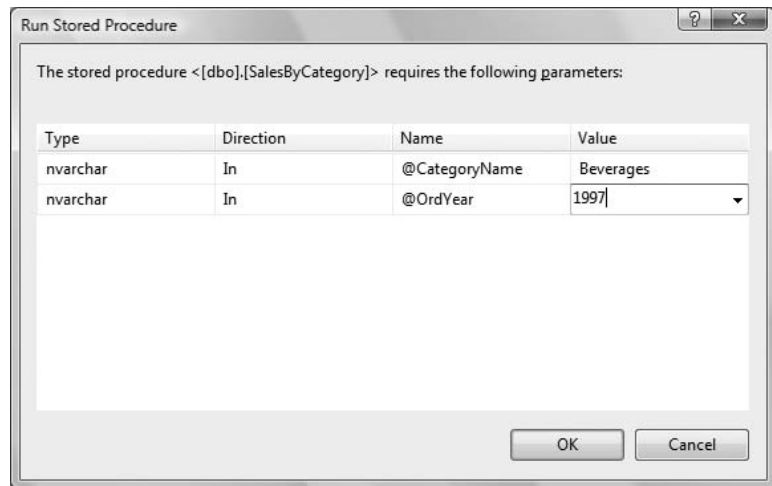 Run Stored Procedure
The stored procedure <[dbo].[SalesByCategory]> requires the following parameters:
Type Direction Name Value
nvarchar In @CategoryName Beverages
nvarchar In @OrdYear 1997
OK Cancel